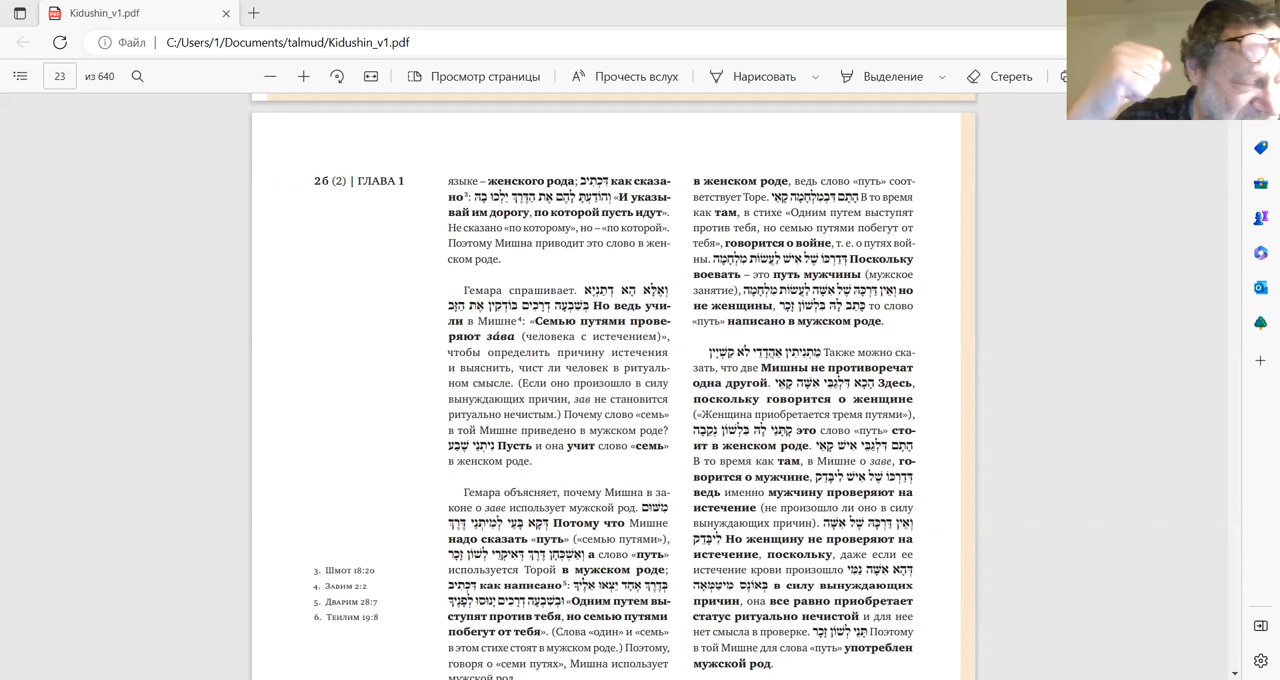 Kidushin_v1.pdf
Файл
C:/Users/1/Documents/talmud/Kidushin_v1.pdf
23
из 640
Просмотр страницы
Прочесть вслух
Нарисовать
Выделение
Стереть
2б (2) | ГЛАВА 1
языке – женского рода; דִּכְתִיב как сказа-
но³: וְהוֹדַעְתָּ לָהֶם אֶת הַדֶּרֶךְ יֵלְכוּ בָהּ «И указы-
вай им дорогу, по которой пусть идут».
Не сказано «по которому», но – «по которой».
Поэтому Мишна приводит это слово в жен-
ском роде.
Гемара спрашивает. וְאֶלָּא הָא דְּתַנְיָא
בְּשִׁבְעָה דְּרָכִים בּוֹדְקִין אֶת הַזָּב Но ведь учи-
ли в Мишне⁴: «Семью путями прове-
ряют за́ва (человека с истечением)»,
чтобы определить причину истечения
и выяснить, чист ли человек в ритуаль-
ном смысле. (Если оно произошло в силу
вынуждающих причин, зав не становится
ритуально нечистым.) Почему слово «семь»
в той Мишне приведено в мужском роде?
נִיתְנֵי שֶׁבַע Пусть и она учит слово «семь»
в женском роде.
Гемара объясняет, почему Мишна в за-
коне о заве использует мужской род. מִשּׁוּם
דְּקָא בָּעֵי לְמִיתְנֵי דֶּרֶךְ Потому что Мишне
надо сказать «путь» («семью путями»),
וְאַשְׁכְּחַן דֶּרֶךְ דְּאִיקְּרִי לְשׁוֹן זָכָר а слово «путь»
используется Торой в мужском роде;
דִּכְתִיב как написано⁵: בְּדֶרֶךְ אֶחָד יֵצְאוּ אֵלֶיךָ
וּבְשִׁבְעָה דְּרָכִים יָנוּסוּ לְפָנֶיךָ «Одним путем вы-
ступят против тебя, но семью путями
побегут от тебя». (Слова «один» и «семь»
в этом стихе стоят в мужском роде.) Поэтому,
говоря о «семи путях», Мишна использует
мужской род.
3. Шмот 18:20
4. Завим 2:2
5. Дварим 28:7
6. Теилим 19:8
в женском роде, ведь слово «путь» соот-
ветствует Торе. הָתָם דִּבְמִלְחָמָה קָאֵי В то время
как там, в стихе «Одним путем выступят
против тебя, но семью путями побегут от
тебя», говорится о войне, т. е. о путях вой-
ны. דְּדַרְכּוֹ שֶׁל אִישׁ לַעֲשׂוֹת מִלְחָמָה Поскольку
воевать – это путь мужчины (мужское
занятие), וְאֵין דַּרְכָּהּ שֶׁל אִשָּׁה לַעֲשׂוֹת מִלְחָמָה но
не женщины, כָּתַב לָהּ בִּלְשׁוֹן זָכָר то слово
«путь» написано в мужском роде.
מַתְנִיתִין אַהֲדָדֵי לֹא קַשְׁיָין Также можно ска-
зать, что две Мишны не противоречат
одна другой. הָכָא דִּלְגַבֵּי אִשָּׁה קָאֵי Здесь,
поскольку говорится о женщине
(«Женщина приобретается тремя путями»),
קָתָנֵי לָהּ בִּלְשׁוֹן נְקֵבָה это слово «путь» сто-
ит в женском роде. הָתָם דִּלְגַבֵּי אִישׁ קָאֵי
В то время как там, в Мишне о заве, го-
ворится о мужчине, דְּדַרְכּוֹ שֶׁל אִישׁ לִיבָּדֵק
ведь именно мужчину проверяют на
истечение (не произошло ли оно в силу
вынуждающих причин). וְאֵין דַּרְכָּהּ שֶׁל אִשָּׁה
לִיבָּדֵק Но женщину не проверяют на
истечение, поскольку, даже если ее
истечение крови произошло דְּהָא אִשָּׁה נַמֵי
בְּאוֹנֶס מִיטַּמְּאָה в силу вынуждающих
причин, она все равно приобретает
статус ритуально нечистой и для нее
нет смысла в проверке. תָּנֵי לְשׁוֹן זָכָר Поэтому
в той Мишне для слова «путь» употреблен
мужской род.